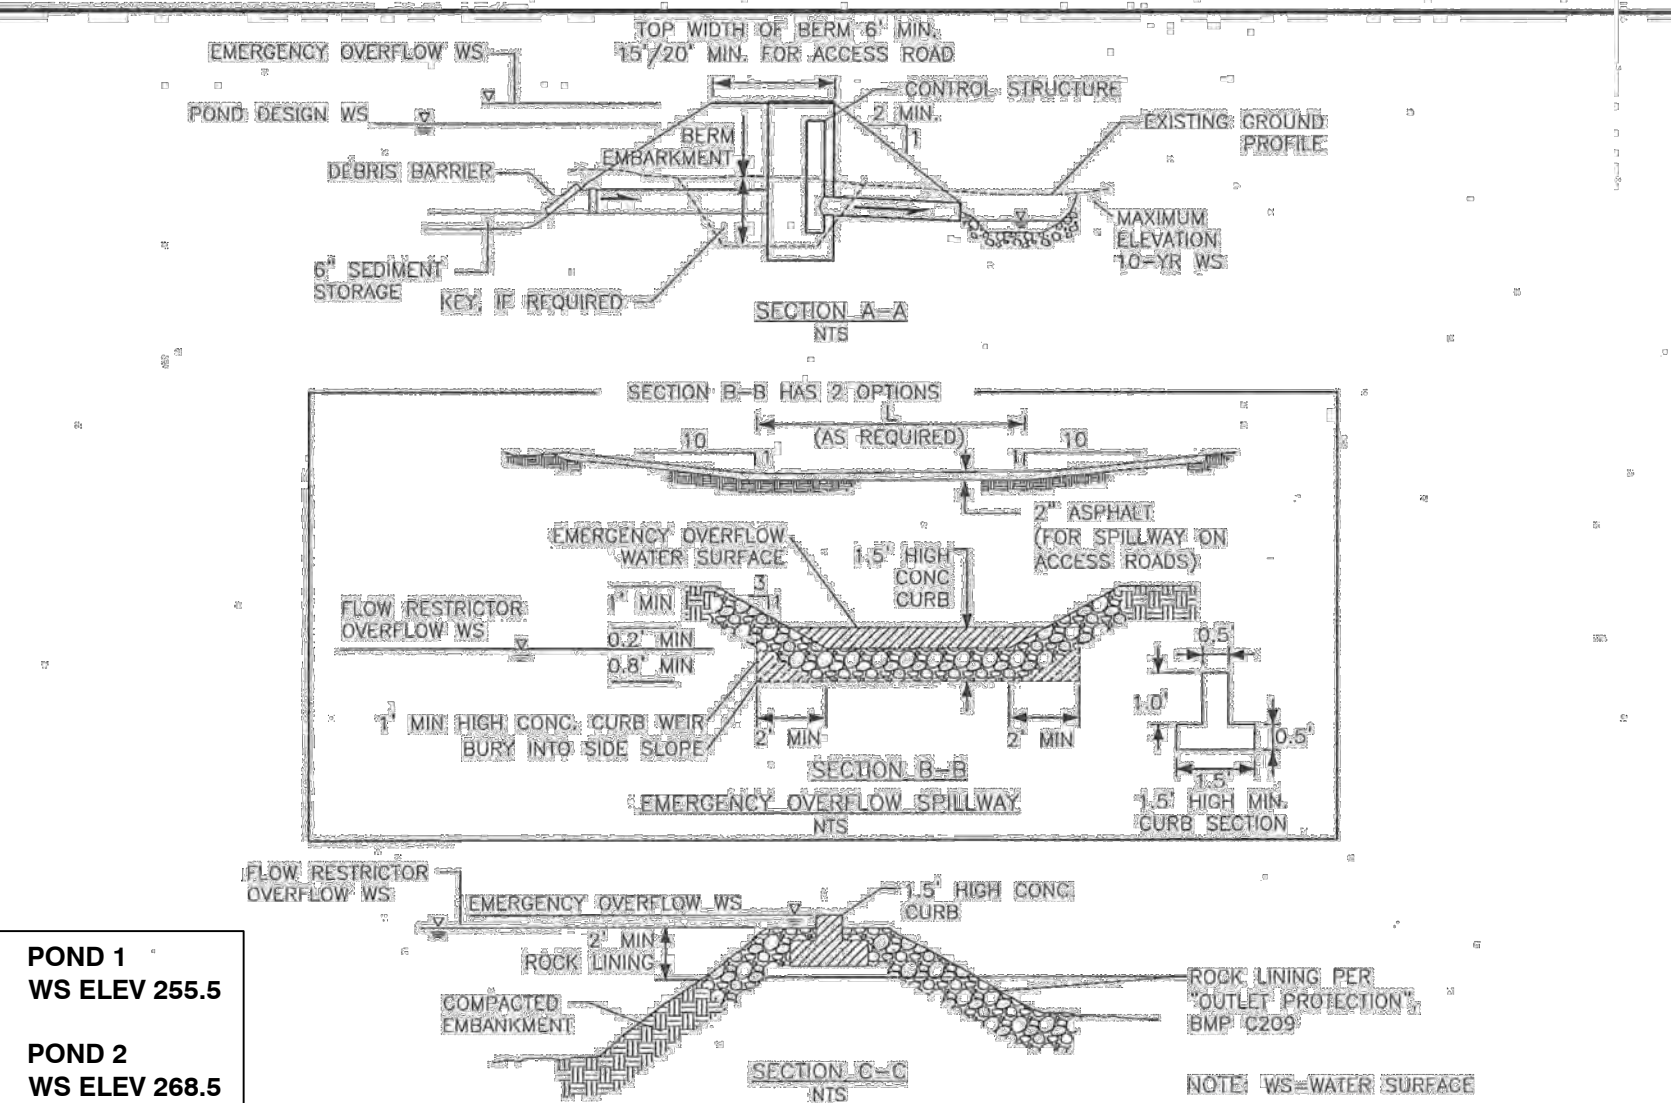 TOP WIDTH OF BERM 6' MIN.
15'/20' MIN. FOR ACCESS ROAD
EMERGENCY OVERFLOW WS
POND DESIGN WS
CONTROL STRUCTURE
2 MIN.
1
BERM
EMBARKMENT
EXISTING GROUND
PROFILE
DEBRIS BARRIER
MAXIMUM
ELEVATION
10-YR WS
6" SEDIMENT
STORAGE
KEY, IF REQUIRED
SECTION A-A
NTS
SECTION B-B HAS 2 OPTIONS
L
(AS REQUIRED)
10
1
10
1
2" ASPHALT
(FOR SPILLWAY ON
ACCESS ROADS)
EMERGENCY OVERFLOW
WATER SURFACE
1.5' HIGH
CONC
CURB
3
1
1' MIN
FLOW RESTRICTOR
OVERFLOW WS
0.2' MIN
0.8' MIN
0.5'
1.0'
0.5'
1.5'
1' MIN HIGH CONC. CURB WEIR
BURY INTO SIDE SLOPE
2' MIN
2' MIN
SECTION B-B
EMERGENCY OVERFLOW SPILLWAY
NTS
1.5' HIGH MIN.
CURB SECTION
FLOW RESTRICTOR
OVERFLOW WS
EMERGENCY OVERFLOW WS
1.5' HIGH CONC
CURB
2' MIN
ROCK LINING
COMPACTED
EMBANKMENT
ROCK LINING PER
"OUTLET PROTECTION",
BMP C209
SECTION C-C
NTS
NOTE: WS=WATER SURFACE
POND 1
WS ELEV 255.5
POND 2
WS ELEV 268.5